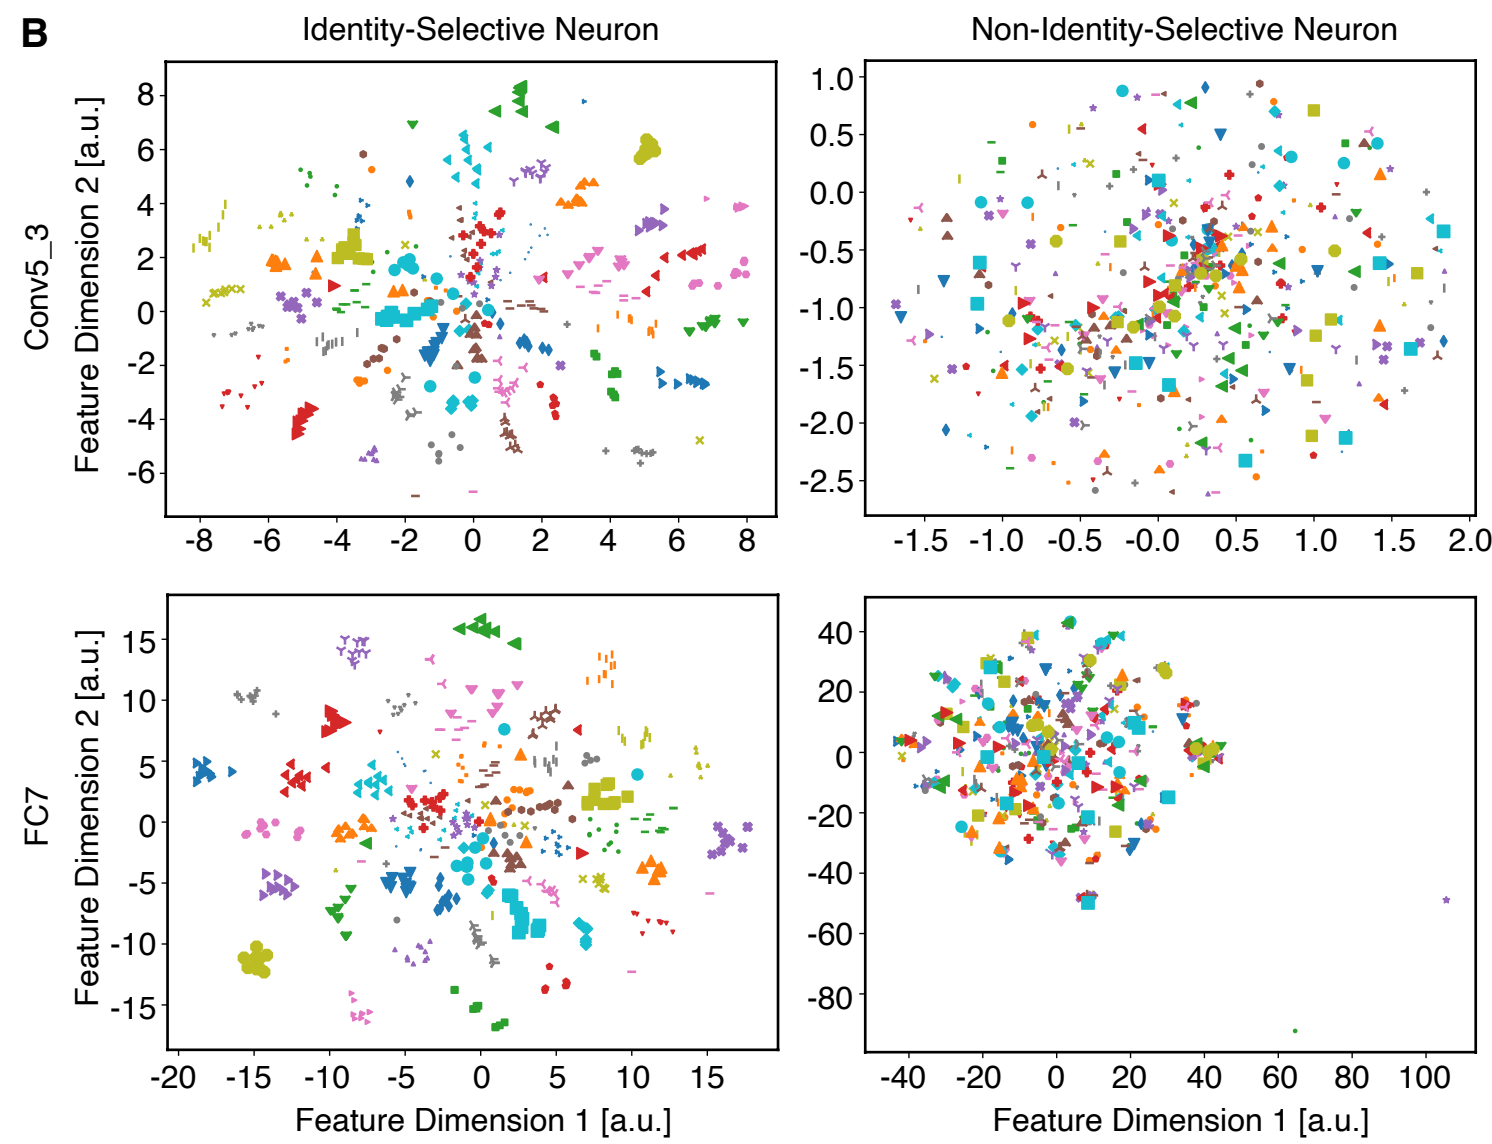 B
Identity-Selective Neuron
Non-Identity-Selective Neuron
Conv5_3
Feature Dimension 2 [a.u.]
8
6
4
2
0
-2
-4
-6
-8 -6 -4 -2 0 2 4 6 8
1.0
0.5
0.0
-0.5
-1.0
-1.5
-2.0
-2.5
-1.5 -1.0 -0.5 -0.0 0.5 1.0 1.5 2.0
FC7
Feature Dimension 2 [a.u.]
15
10
5
0
-5
-10
-15
-20 -15 -10 -5 0 5 10 15
Feature Dimension 1 [a.u.]
40
20
0
-20
-40
-60
-80
-40 -20 0 20 40 60 80 100
Feature Dimension 1 [a.u.]